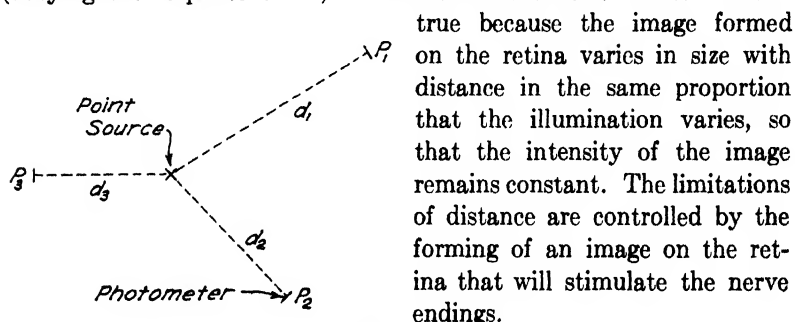 true because the image formed
on the retina varies in size with
distance in the same proportion
that the illumination varies, so
that the intensity of the image
remains constant. The limitations
of distance are controlled by the
forming of an image on the ret-
ina that will stimulate the nerve
endings.
Point
Source
P1
d1
P3
d3
d2
Photometer
P2